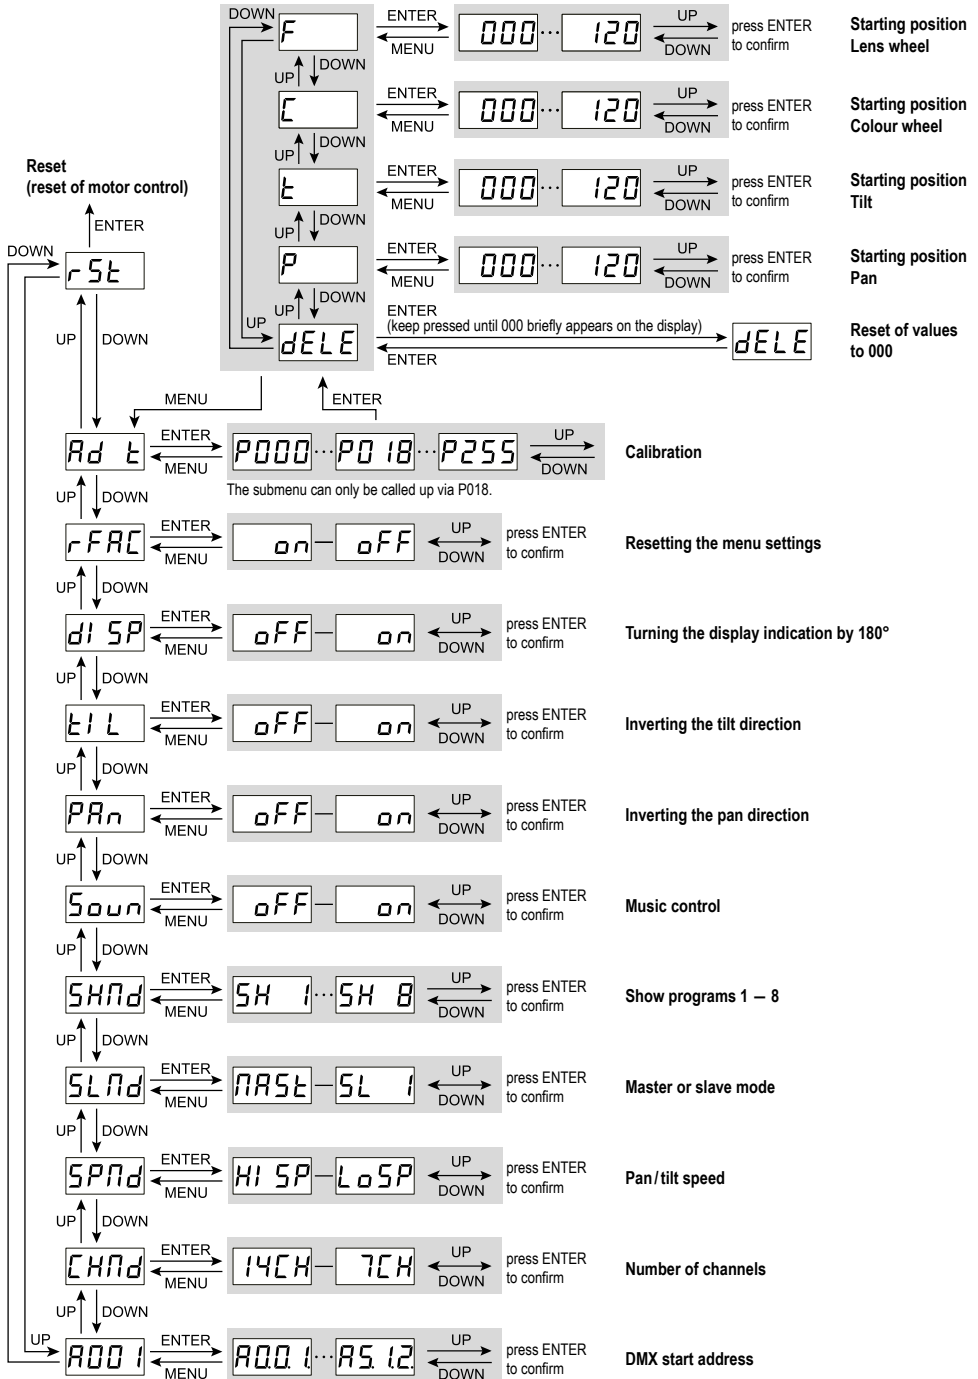 DOWN
F
ENTER
MENU
000 ... 120
UP
DOWN
press ENTER
to confirm
Starting position
Lens wheel
UP DOWN
C
ENTER
MENU
000 ... 120
UP
DOWN
press ENTER
to confirm
Starting position
Colour wheel
UP DOWN
t
ENTER
MENU
000 ... 120
UP
DOWN
press ENTER
to confirm
Starting position
Tilt
UP DOWN
P
ENTER
MENU
000 ... 120
UP
DOWN
press ENTER
to confirm
Starting position
Pan
UP DOWN
UP
dELE
ENTER
(keep pressed until 000 briefly appears on the display)
ENTER
dELE
Reset of values
to 000
Reset
(reset of motor control)
ENTER
DOWN
rSt
UP DOWN
MENU
ENTER
Ad t
ENTER
MENU
P000 ... P018 ... P255
UP
DOWN
Calibration
The submenu can only be called up via P018.
UP DOWN
rFAC
ENTER
MENU
on — oFF
UP
DOWN
press ENTER
to confirm
Resetting the menu settings
UP DOWN
dI SP
ENTER
MENU
oFF — on
UP
DOWN
press ENTER
to confirm
Turning the display indication by 180°
UP DOWN
tI L
ENTER
MENU
oFF — on
UP
DOWN
press ENTER
to confirm
Inverting the tilt direction
UP DOWN
PAn
ENTER
MENU
oFF — on
UP
DOWN
press ENTER
to confirm
Inverting the pan direction
UP DOWN
Soun
ENTER
MENU
oFF — on
UP
DOWN
press ENTER
to confirm
Music control
UP DOWN
SHMd
ENTER
MENU
SH 1 ... SH 8
UP
DOWN
press ENTER
to confirm
Show programs 1 – 8
UP DOWN
SLMd
ENTER
MENU
MASt — SL 1
UP
DOWN
press ENTER
to confirm
Master or slave mode
UP DOWN
SPMd
ENTER
MENU
HI SP — LoSP
UP
DOWN
press ENTER
to confirm
Pan / tilt speed
UP DOWN
CHMd
ENTER
MENU
14CH — 7CH
UP
DOWN
press ENTER
to confirm
Number of channels
UP DOWN
UP
A001
ENTER
MENU
A0.0.1. ... A5.1.2.
UP
DOWN
press ENTER
to confirm
DMX start address